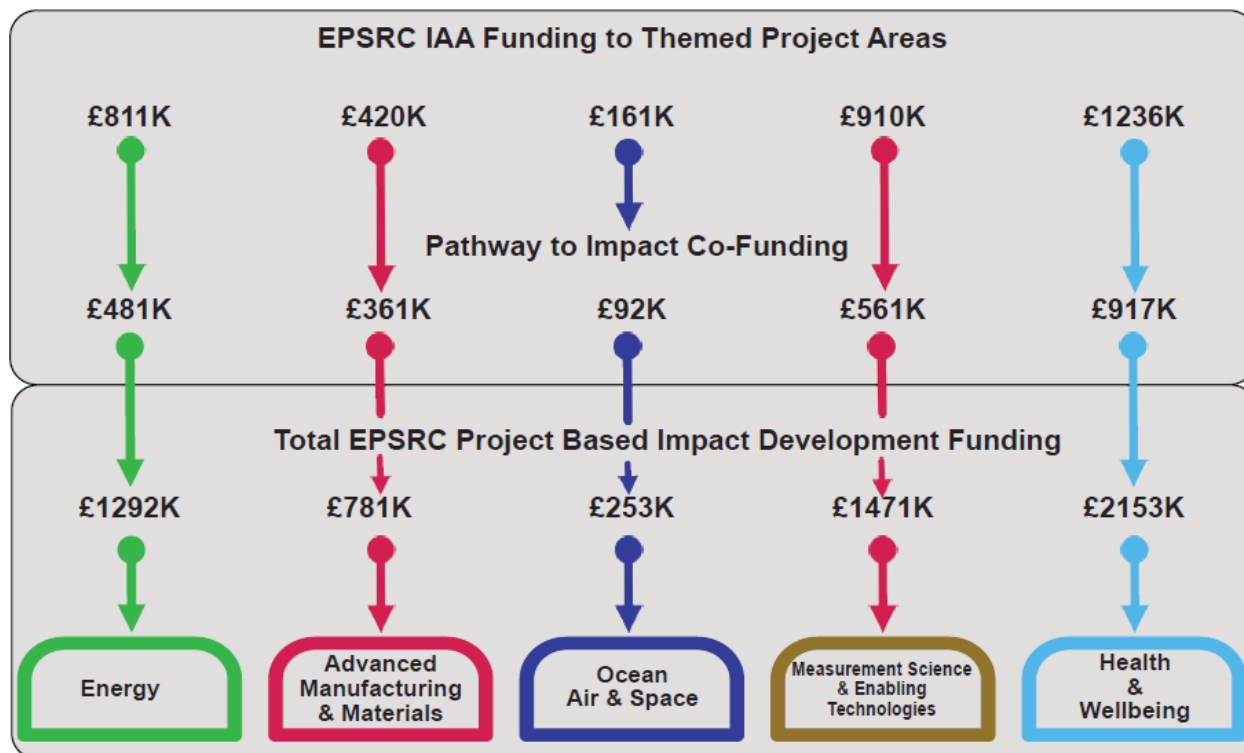 EPSRC IAA Funding to Themed Project Areas
£811K £420K £161K £910K £1236K
Pathway to Impact Co-Funding
£481K £361K £92K £561K £917K
Total EPSRC Project Based Impact Development Funding
£1292K £781K £253K £1471K £2153K
Energy
Advanced
Manufacturing
& Materials
Ocean
Air & Space
Measurement Science
& Enabling
Technologies
Health
&
Wellbeing